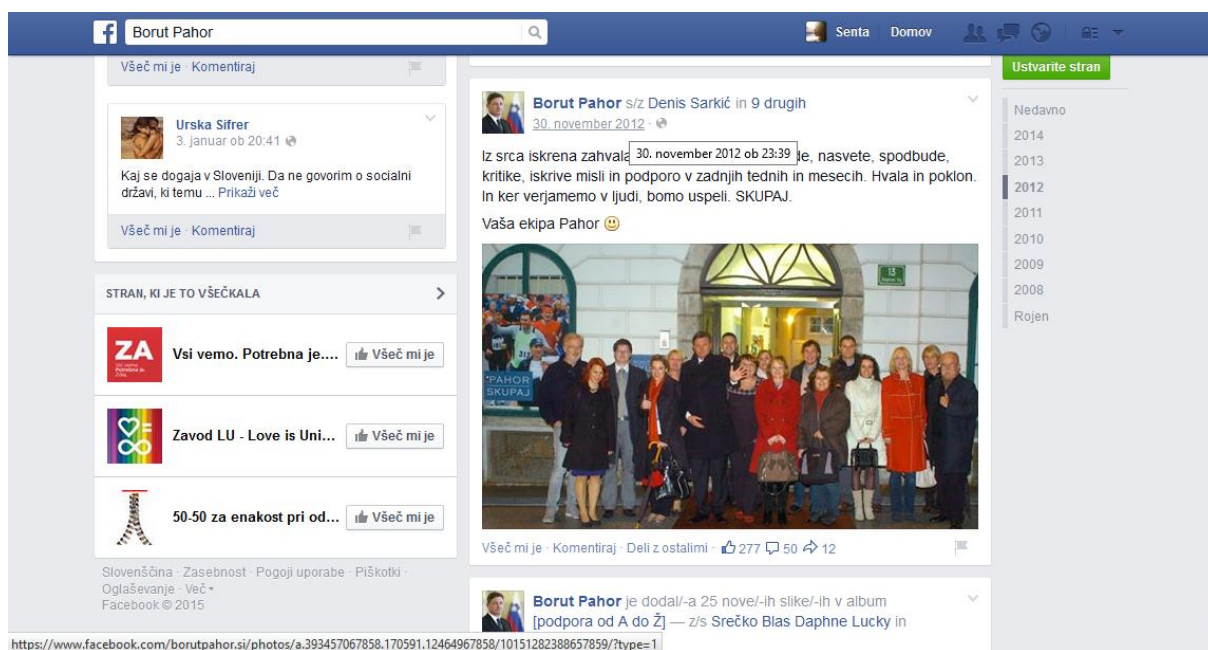 Borut Pahor
Senta
Domov
Všeč mi je · Komentiraj
Urska Sifrer
3. januar ob 20:41
Kaj se dogaja v Sloveniji. Da ne govorim o socialni
državi, ki temu ... Prikaži več
Všeč mi je · Komentiraj
STRAN, KI JE TO VŠEČKALA
ZA
Vsi vemo. Potrebna je....
Všeč mi je
Zavod LU - Love is Uni...
Všeč mi je
50-50 za enakost pri od...
Všeč mi je
Slovenščina · Zasebnost · Pogoji uporabe · Piškotki ·
Oglaševanje · Več
Facebook © 2015
Borut Pahor s/z Denis Sarkić in 9 drugih
30. november 2012 ·
30. november 2012 ob 23:39
Iz srca iskrena zahvala de, nasvete, spodbude,
kritike, iskrive misli in podporo v zadnjih tednih in mesecih. Hvala in poklon.
In ker verjamemo v ljudi, bomo uspeli. SKUPAJ.
Vaša ekipa Pahor
13
PAHOR
SKUPAJ
Všeč mi je · Komentiraj · Deli z ostalimi · 277 50 12
Borut Pahor je dodal/-a 25 nove/-ih slike/-ih v album
[podpora od A do Ž] — z/s Srečko Blas Daphne Lucky in
Ustvarite stran
Nedavno
2014
2013
2012
2011
2010
2009
2008
Rojen
https://www.facebook.com/borutpahor.si/photos/a.393457067858.170591.12464967858/10151282388657859/?type=1